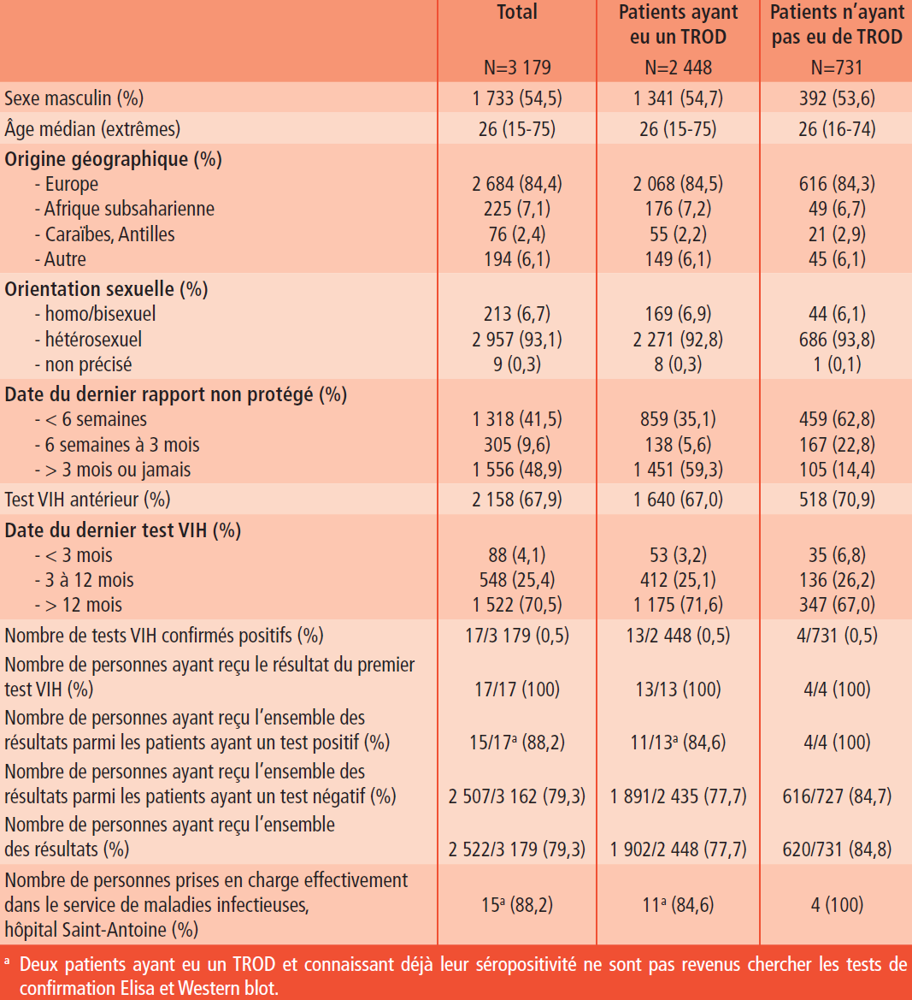 Total Patients ayant Patients n’ayant
eu un TROD pas eu de TROD
N=3 179 N=2 448 N=731
Sexe masculin (%) 1 733 (54,5) 1 341 (54,7) 392 (53,6)
Âge médian (extrêmes) 26 (15-75) 26 (15-75) 26 (16-74)
Origine géographique (%)
- Europe 2 684 (84,4) 2 068 (84,5) 616 (84,3)
- Afrique subsaharienne 225 (7,1) 176 (7,2) 49 (6,7)
- Caraïbes, Antilles 76 (2,4) 55 (2,2) 21 (2,9)
- Autre 194 (6,1) 149 (6,1) 45 (6,1)
Orientation sexuelle (%)
- homo/bisexuel 213 (6,7) 169 (6,9) 44 (6,1)
- hétérosexuel 2 957 (93,1) 2 271 (92,8) 686 (93,8)
- non précisé 9 (0,3) 8 (0,3) 1 (0,1)
Date du dernier rapport non protégé (%)
- < 6 semaines 1 318 (41,5) 859 (35,1) 459 (62,8)
- 6 semaines à 3 mois 305 (9,6) 138 (5,6) 167 (22,8)
- > 3 mois ou jamais 1 556 (48,9) 1 451 (59,3) 105 (14,4)
Test VIH antérieur (%) 2 158 (67,9) 1 640 (67,0) 518 (70,9)
Date du dernier test VIH (%)
- < 3 mois 88 (4,1) 53 (3,2) 35 (6,8)
- 3 à 12 mois 548 (25,4) 412 (25,1) 136 (26,2)
- > 12 mois 1 522 (70,5) 1 175 (71,6) 347 (67,0)
Nombre de tests VIH confirmés positifs (%) 17/3 179 (0,5) 13/2 448 (0,5) 4/731 (0,5)
Nombre de personnes ayant reçu le résultat du premier
test VIH (%) 17/17 (100) 13/13 (100) 4/4 (100)
Nombre de personnes ayant reçu l’ensemble des
résultats parmi les patients ayant un test positif (%) 15/17ª (88,2) 11/13ª (84,6) 4/4 (100)
Nombre de personnes ayant reçu l’ensemble des
résultats parmi les patients ayant un test négatif (%) 2 507/3 162 (79,3) 1 891/2 435 (77,7) 616/727 (84,7)
Nombre de personnes ayant reçu l’ensemble
des résultats (%) 2 522/3 179 (79,3) 1 902/2 448 (77,7) 620/731 (84,8)
Nombre de personnes prises en charge effectivement
dans le service de maladies infectieuses, 15ª (88,2) 11ª (84,6) 4 (100)
hôpital Saint-Antoine (%)
ª Deux patients ayant eu un TROD et connaissant déjà leur séropositivité ne sont pas revenus chercher les tests de
confirmation Elisa et Western blot.